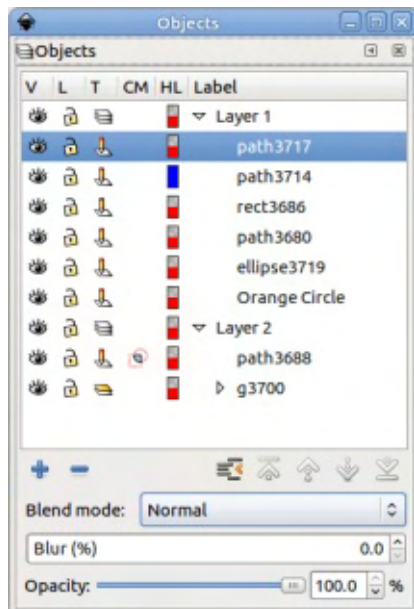 Objects
Objects
V L T CM HL Label
Layer 1
path3717
path3714
rect3686
path3680
ellipse3719
Orange Circle
Layer 2
path3688
g3700
Blend mode: Normal
Blur (%) 0.0
Opacity: 100.0 %